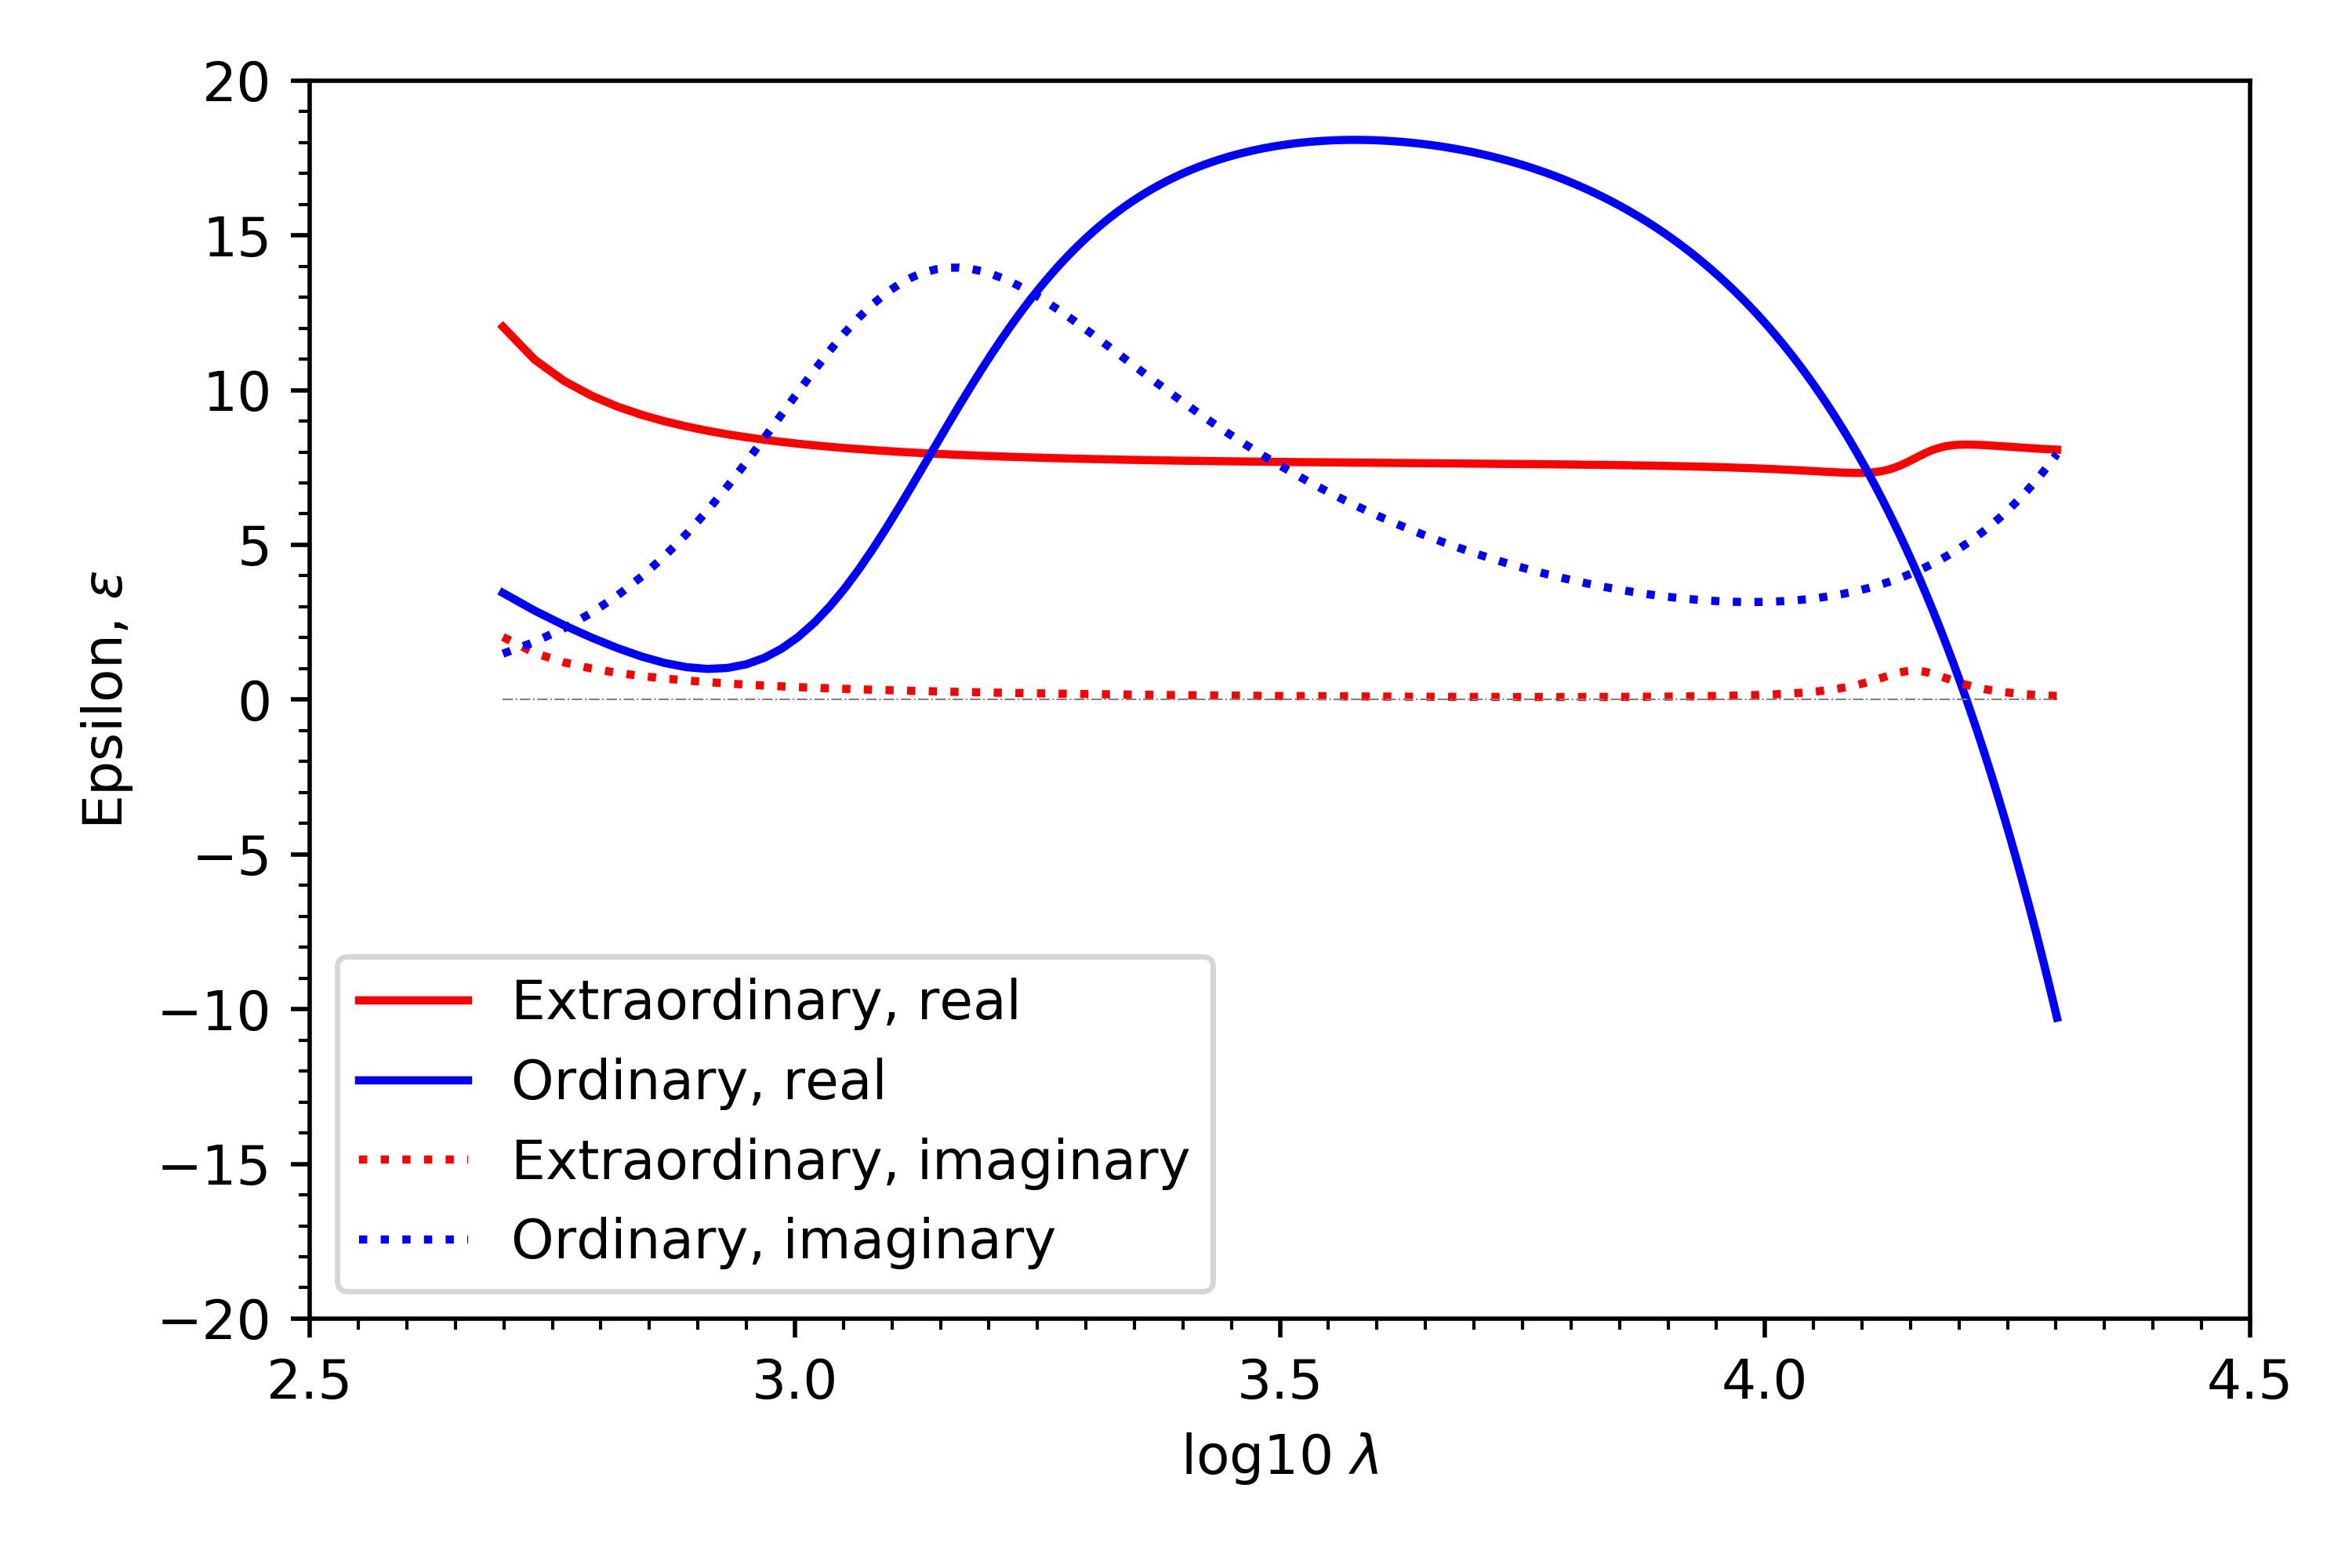 20
15
10
5
0
−5
−10
−15
−20
Epsilon, ε
Extraordinary, real
Ordinary, real
Extraordinary, imaginary
Ordinary, imaginary
2.5 3.0 3.5 4.0 4.5
log10 λ